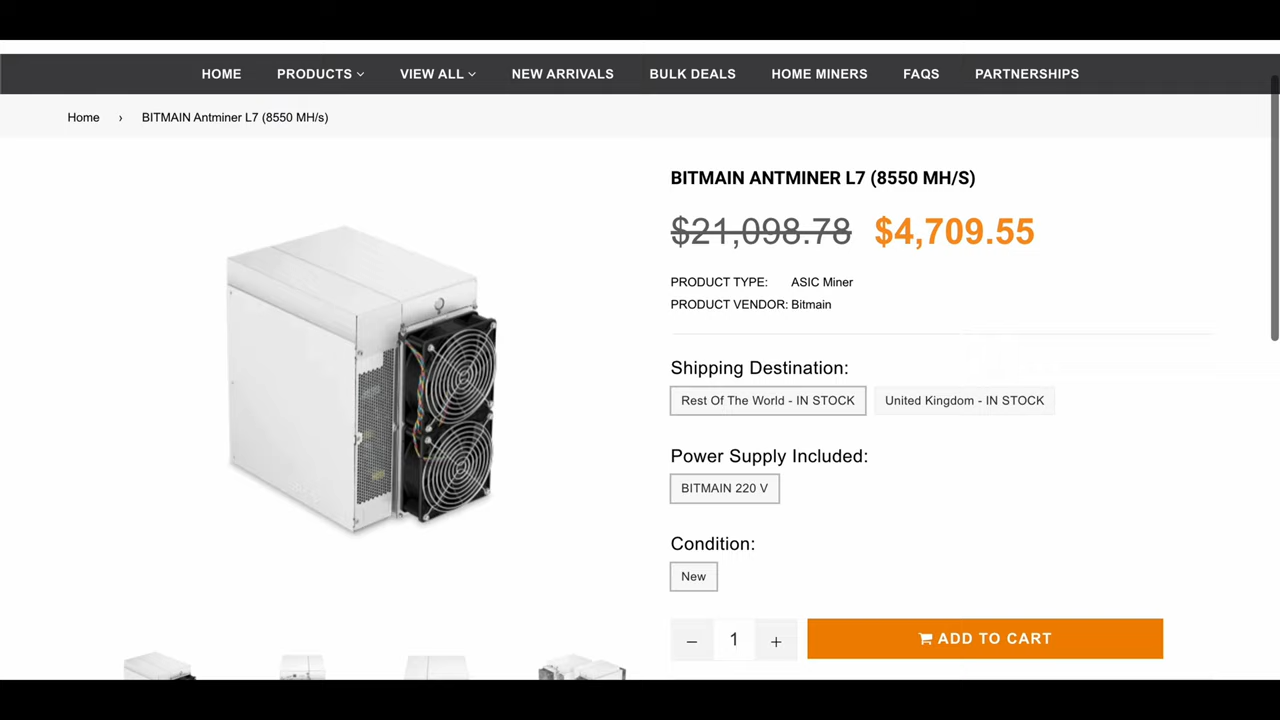 HOME PRODUCTS VIEW ALL NEW ARRIVALS BULK DEALS HOME MINERS FAQS PARTNERSHIPS
Home › BITMAIN Antminer L7 (8550 MH/s)
BITMAIN ANTMINER L7 (8550 MH/S)
$21,098.78 $4,709.55
PRODUCT TYPE: ASIC Miner
PRODUCT VENDOR: Bitmain
Shipping Destination:
Rest Of The World - IN STOCK United Kingdom - IN STOCK
Power Supply Included:
BITMAIN 220 V
Condition:
New
− 1 + ADD TO CART